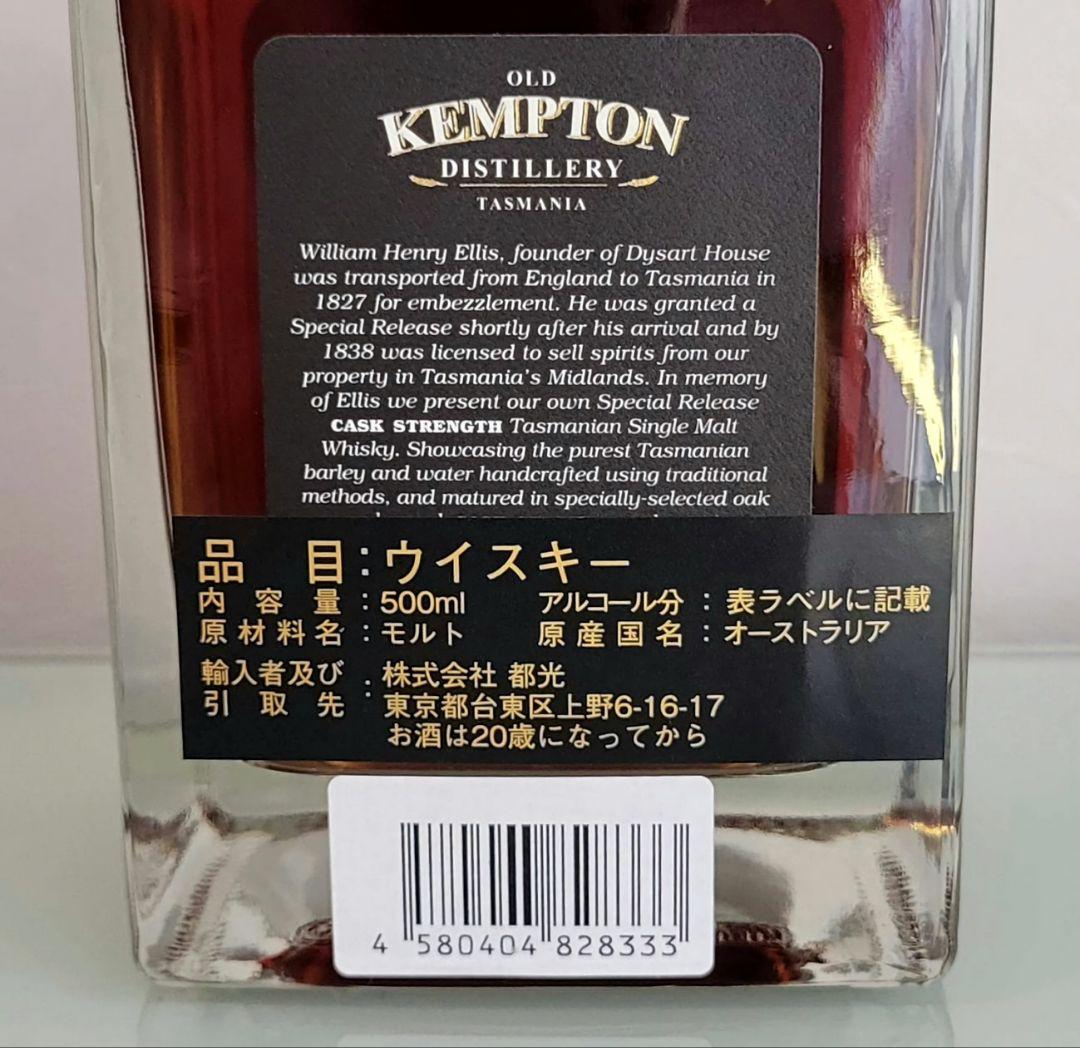 OLD
KEMPTON
DISTILLERY
TASMANIA
William Henry Ellis, founder of Dysart House
was transported from England to Tasmania in
1827 for embezzlement. He was granted a
Special Release shortly after his arrival and by
1838 was licensed to sell spirits from our
property in Tasmania's Midlands. In memory
of Ellis we present our own Special Release
CASK STRENGTH Tasmanian Single Malt
Whisky. Showcasing the purest Tasmanian
barley and water handcrafted using traditional
methods, and matured in specially-selected oak
品 目:ウイスキー
内容量:500ml アルコール分:表ラベルに記載
原材料名:モルト 原産国名:オーストラリア
輸入者及び
引取先:株式会社 都光
東京都台東区上野6-16-17
お酒は20歳になってから
4 580404 828333